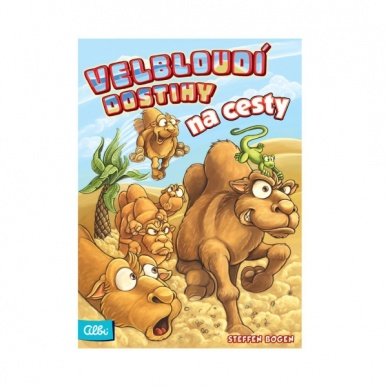 VELBLOUDÍ
DOSTIHY
na cesty
Albi
STEFFEN BOGEN